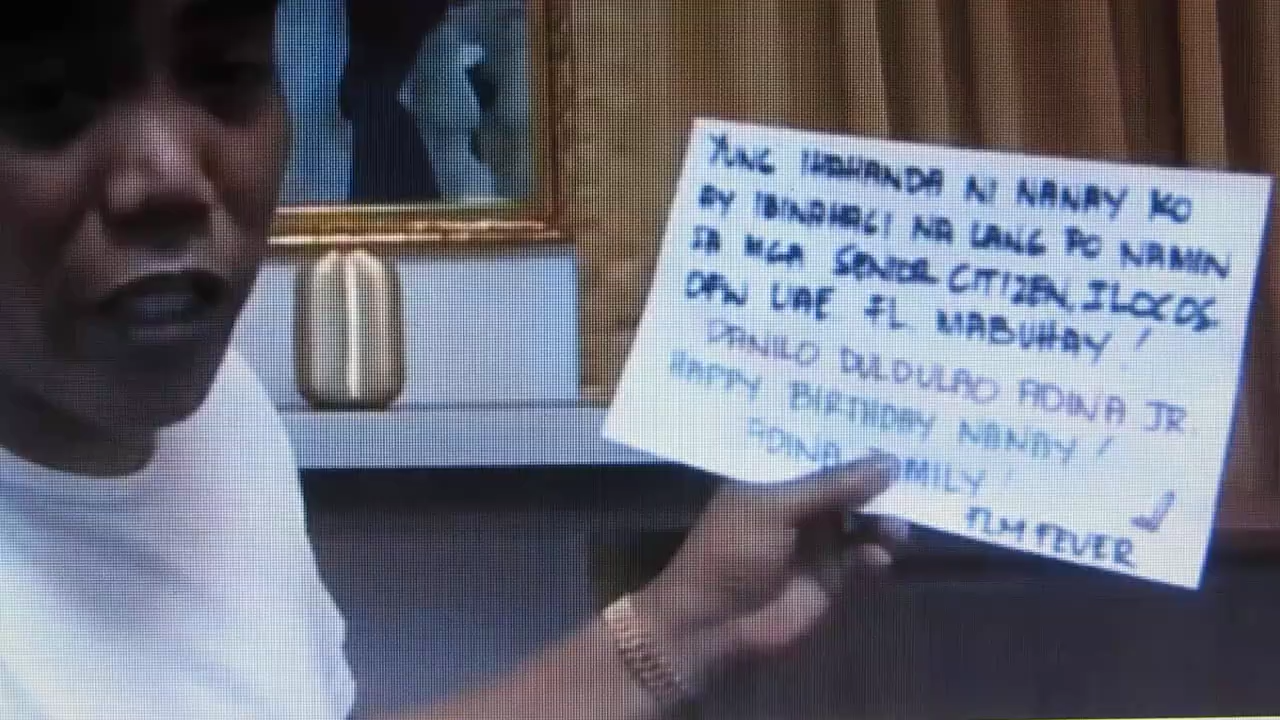 YUNG IHAHANDA NI NANAY KO
AY IBINAHAGI NA LANG PO NAMIN
SA MGA SENIOR CITIZEN, ILOCOS
OFW UAE FL MABUHAY!
DANILO DULDULAO ADINA JR.
HAPPY BIRTHDAY NANAY!
ADINA FAMILY!
FLM FEVER